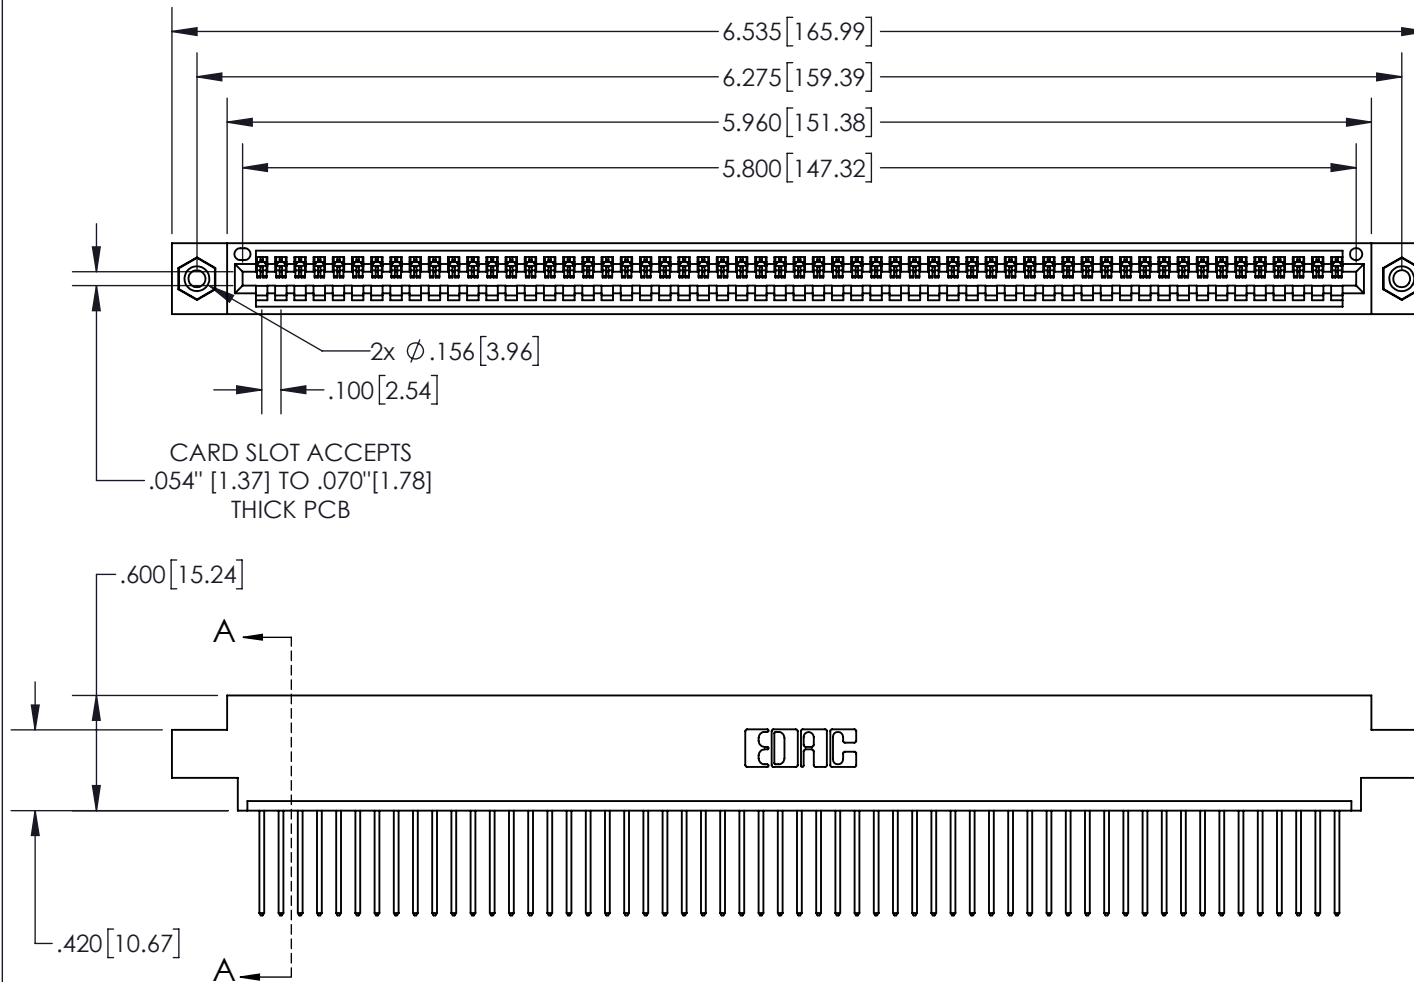 6.535[165.99]
6.275[159.39]
5.960[151.38]
5.800[147.32]
2x ∅.156[3.96]
.100[2.54]
CARD SLOT ACCEPTS
.054" [1.37] TO .070"[1.78]
THICK PCB
.600[15.24]
A
EDAC
.420[10.67]
A